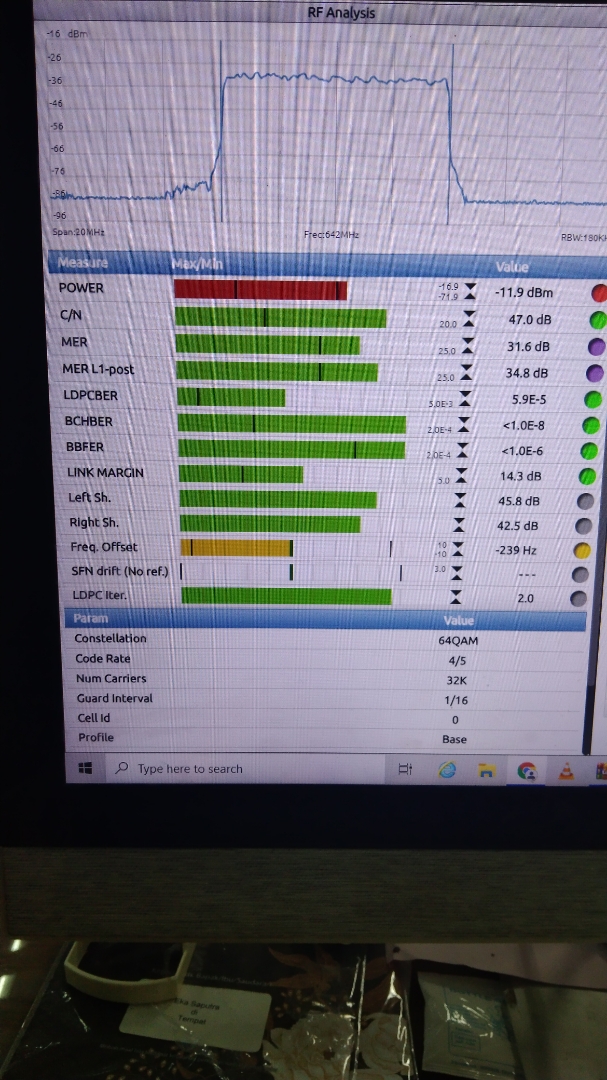 RF Analysis
-16 dBm
-26
-36
-46
-56
-66
-76
-86
-96
Span:20MHz Frec:642MHz RBW:180KH
Measure Max/Min Value
POWER -16.9 -71.9 -11.9 dBm
C/N 20.0 47.0 dB
MER 25.0 31.6 dB
MER L1-post 25.0 34.8 dB
LDPCBER 5.0E-3 5.9E-5
BCHBER 2.0E-4 <1.0E-8
BBFER 2.0E-4 <1.0E-6
LINK MARGIN 5.0 14.3 dB
Left Sh. 45.8 dB
Right Sh. 42.5 dB
Freq. Offset 10 -10 -239 Hz
SFN drift (No ref.) 3.0 ---
LDPC Iter. 2.0
Param Value
Constellation 64QAM
Code Rate 4/5
Num Carriers 32K
Guard Interval 1/16
Cell Id 0
Profile Base
Type here to search
Saputra
di
Tempat